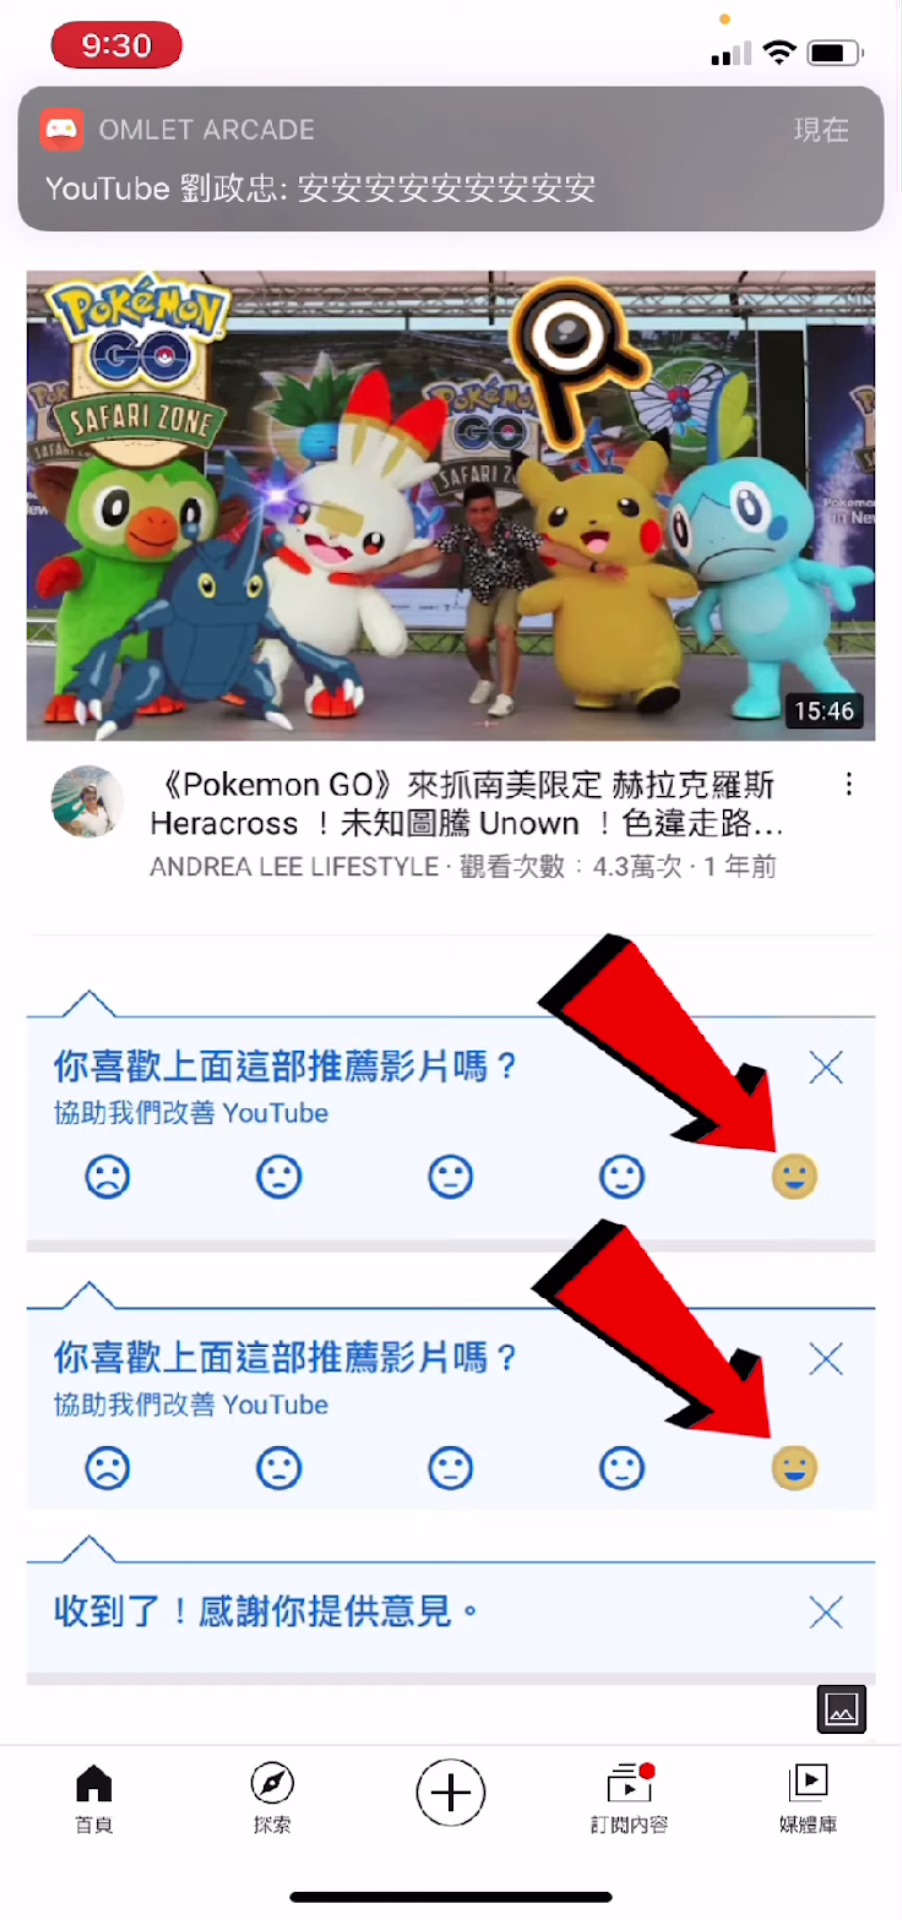 9:30
OMLET ARCADE
現在
YouTube 劉政忠: 安安安安安安安安安
POKÉMON
GO
SAFARI ZONE
POKÉMON
GO
SAFARI Z
15:46
《Pokemon GO》來抓南美限定 赫拉克羅斯
Heracross ！未知圖騰 Unown ！色違走路...
ANDREA LEE LIFESTYLE · 觀看次數：4.3萬次 · 1 年前
你喜歡上面這部推薦影片嗎？
協助我們改善 YouTube
你喜歡上面這部推薦影片嗎？
協助我們改善 YouTube
收到了！感謝你提供意見。
首頁
探索
訂閱內容
媒體庫